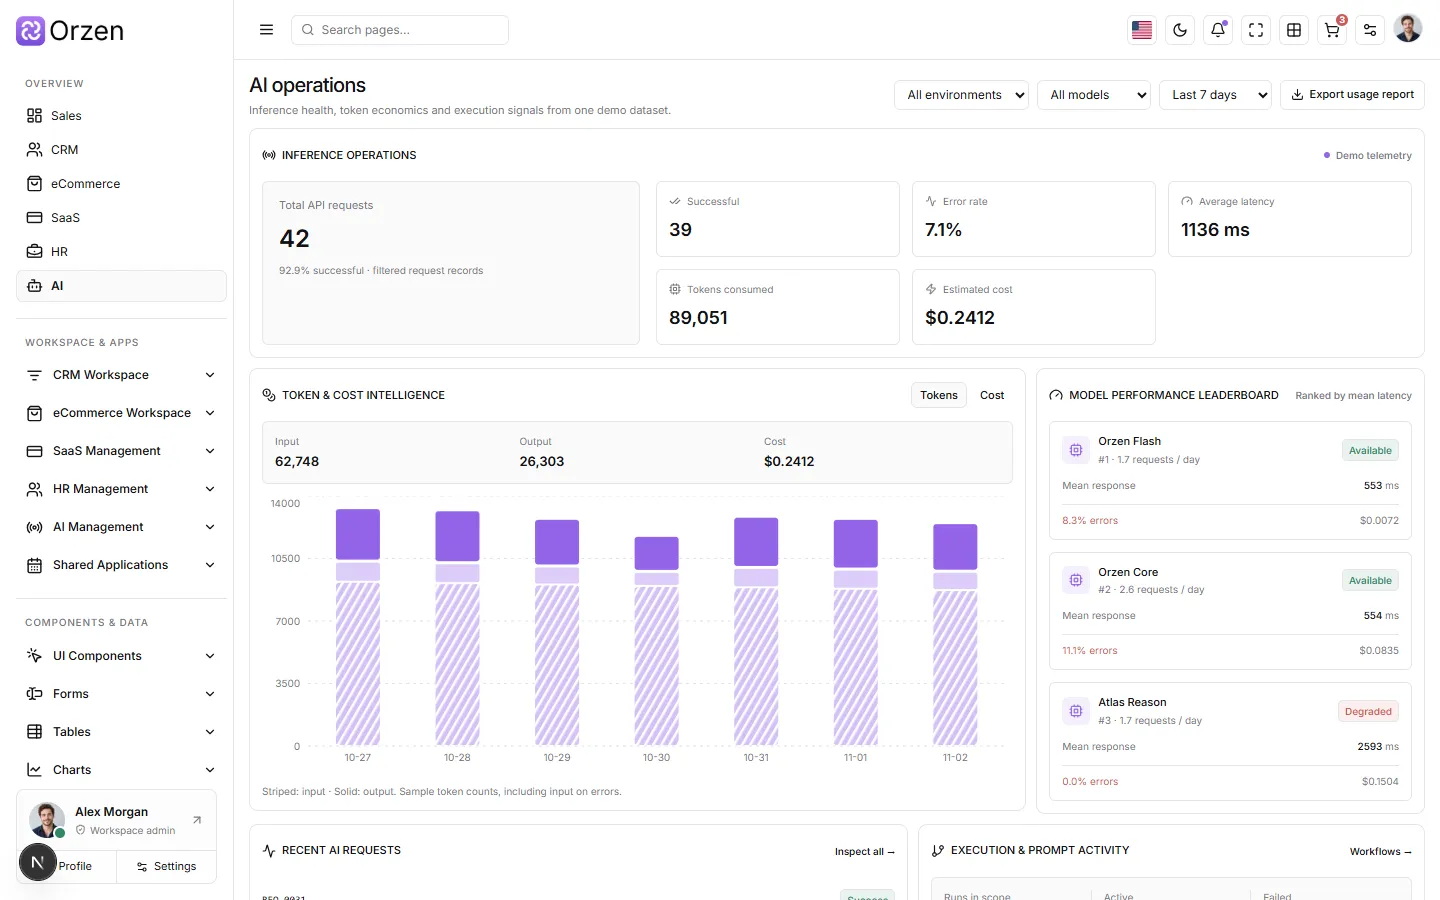 Orzen
Search pages...
3
OVERVIEW
Sales
CRM
eCommerce
SaaS
HR
AI
WORKSPACE & APPS
CRM Workspace
eCommerce Workspace
SaaS Management
HR Management
AI Management
Shared Applications
COMPONENTS & DATA
UI Components
Forms
Tables
Charts
Alex Morgan
Workspace admin
N
Profile
Settings
AI operations
Inference health, token economics and execution signals from one demo dataset.
All environments
All models
Last 7 days
Export usage report
INFERENCE OPERATIONS
Demo telemetry
Total API requests
42
92.9% successful · filtered request records
Successful
39
Error rate
7.1%
Average latency
1136 ms
Tokens consumed
89,051
Estimated cost
$0.2412
TOKEN & COST INTELLIGENCE
Tokens
Cost
Input
62,748
Output
26,303
Cost
$0.2412
14000
10500
7000
3500
0
10-27
10-28
10-29
10-30
10-31
11-01
11-02
Striped: input · Solid: output. Sample token counts, including input on errors.
MODEL PERFORMANCE LEADERBOARD
Ranked by mean latency
Orzen Flash
#1 · 1.7 requests / day
Available
Mean response
553 ms
8.3% errors
$0.0072
Orzen Core
#2 · 2.6 requests / day
Available
Mean response
554 ms
11.1% errors
$0.0835
Atlas Reason
#3 · 1.7 requests / day
Degraded
Mean response
2593 ms
0.0% errors
$0.1504
RECENT AI REQUESTS
Inspect all →
REQ-9031
Success
EXECUTION & PROMPT ACTIVITY
Workflows →
Runs in scope
Active
Failed